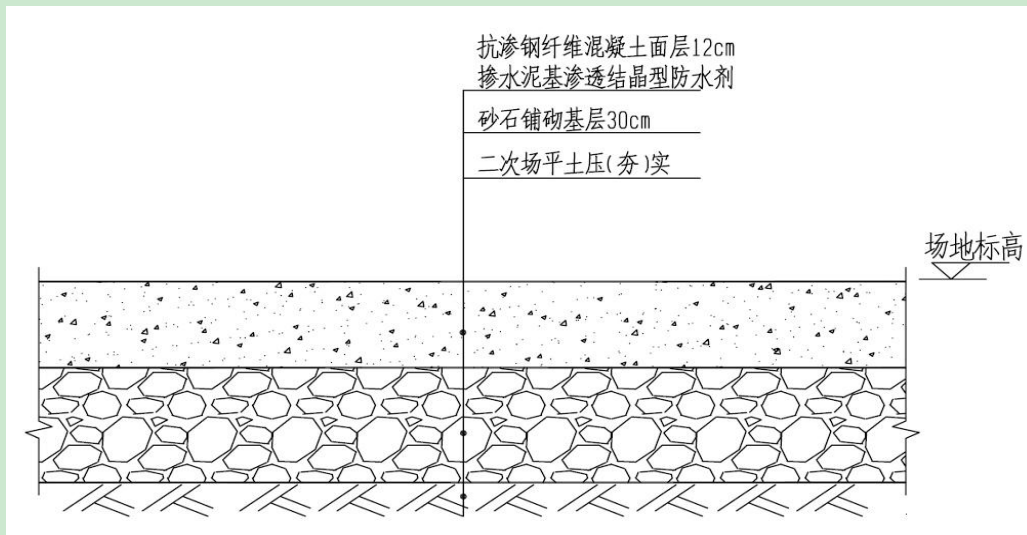 抗渗钢纤维混凝土面层12cm
掺水泥基渗透结晶型防水剂
砂石铺砌基层30cm
二次场平土压(夯)实
场地标高